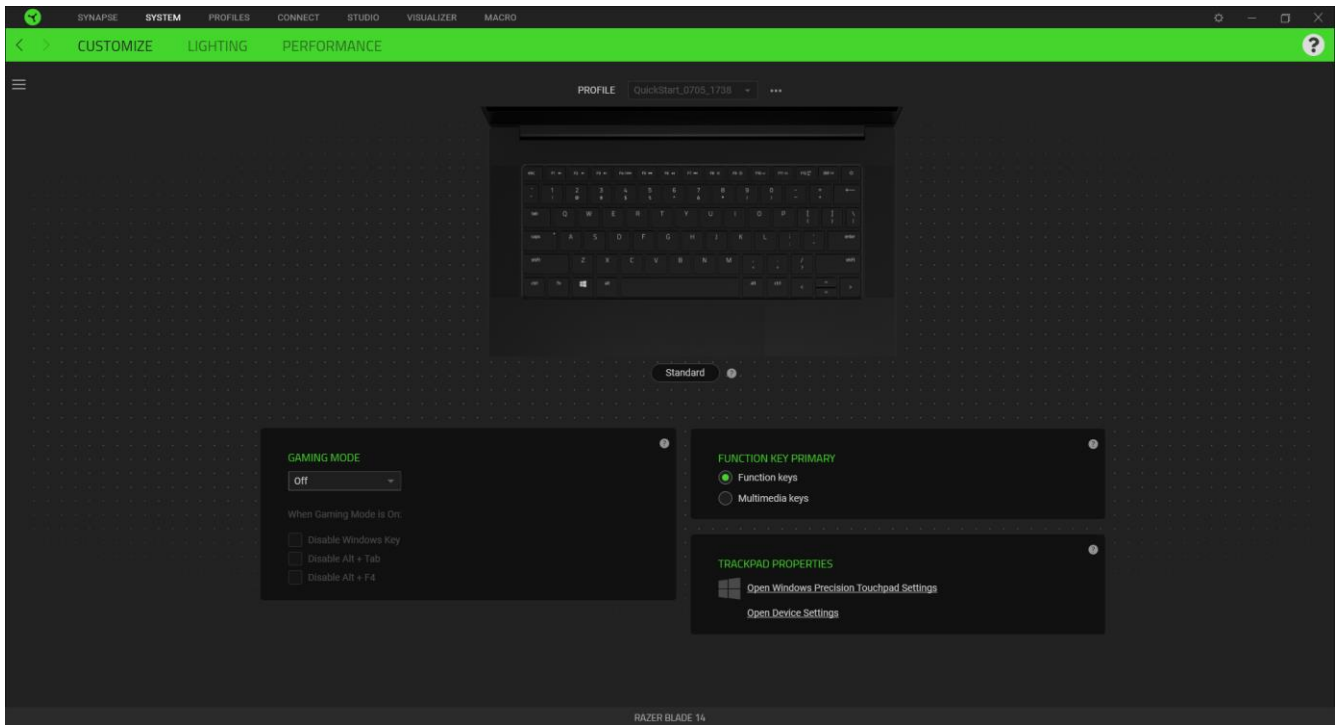 SYNAPSE SYSTEM PROFILES CONNECT STUDIO VISUALIZER MACRO
CUSTOMIZE LIGHTING PERFORMANCE ?
PROFILE QuickStart_0705_1738
Q W E R T Y U I O P
A S D F G H J K L
Z X C V B N M
Standard ?
GAMING MODE ?
Off
When Gaming Mode is On:
Disable Windows Key
Disable Alt + Tab
Disable Alt + F4
FUNCTION KEY PRIMARY ?
Function keys
Multimedia keys
TRACKPAD PROPERTIES ?
Open Windows Precision Touchpad Settings
Open Device Settings
RAZER BLADE 14